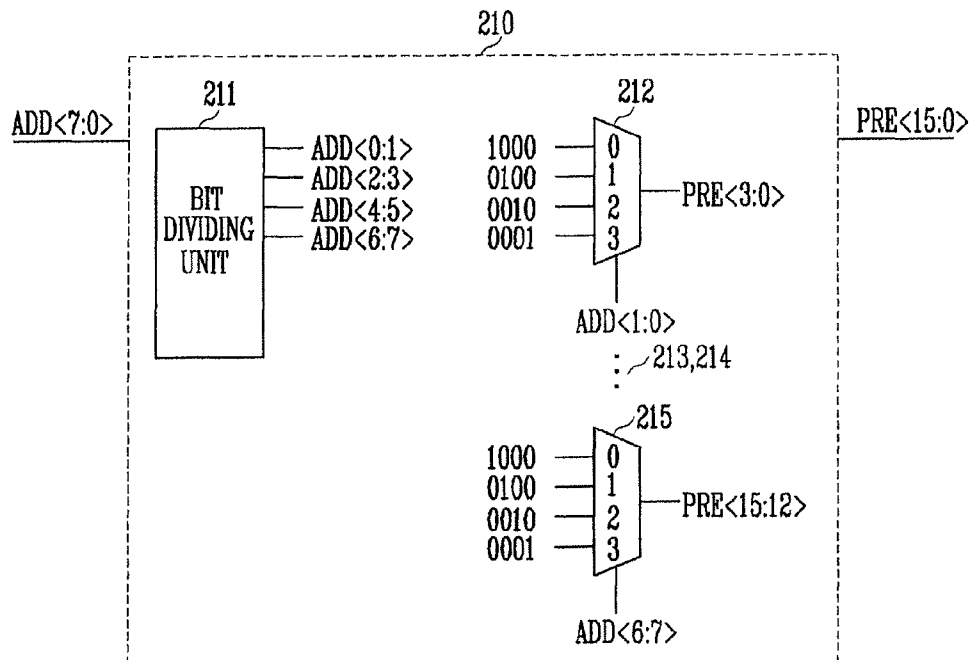 210
211
212
ADD<7:0>
PRE<15:0>
BIT
DIVIDING
UNIT
ADD<0:1>
ADD<2:3>
ADD<4:5>
ADD<6:7>
1000
0100
0010
0001
0
1
2
3
PRE<3:0>
ADD<1:0>
213,214
215
1000
0100
0010
0001
0
1
2
3
PRE<15:12>
ADD<6:7>